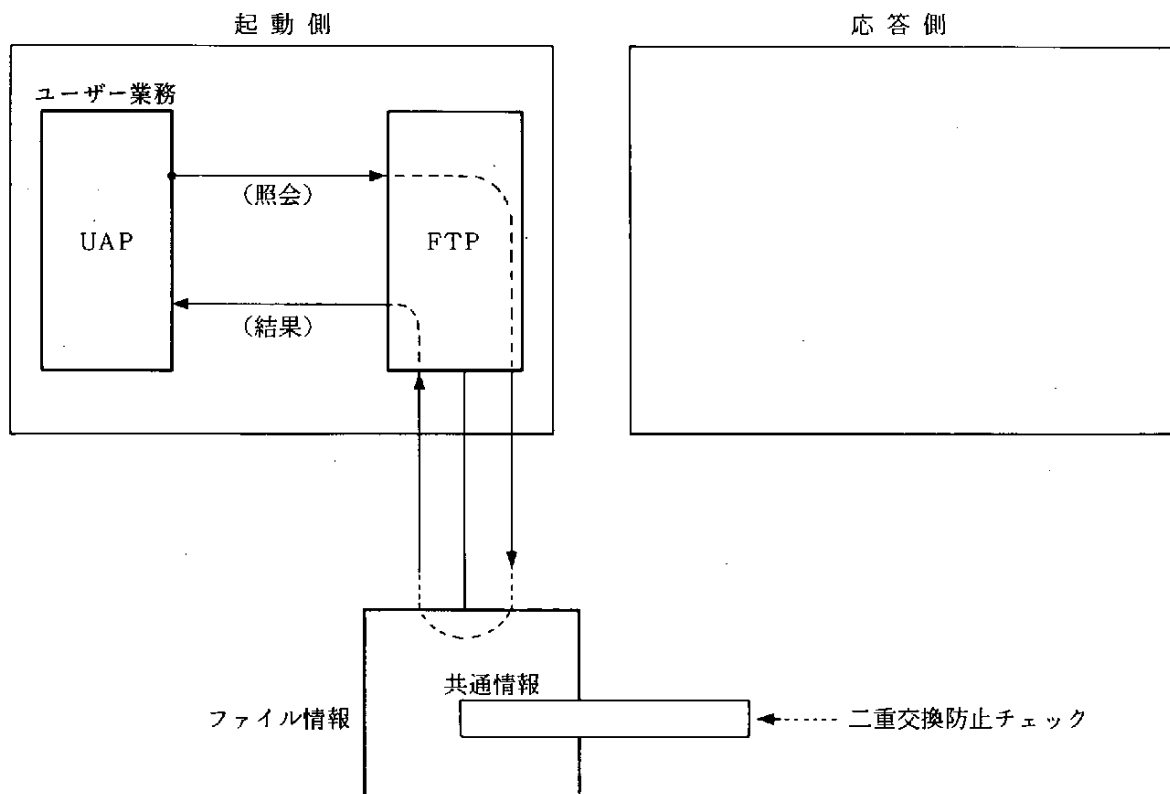 起動側
応答側
ユーザー業務
(照会)
UAP
FTP
(結果)
共通情報
ファイル情報
二重交換防止チェック